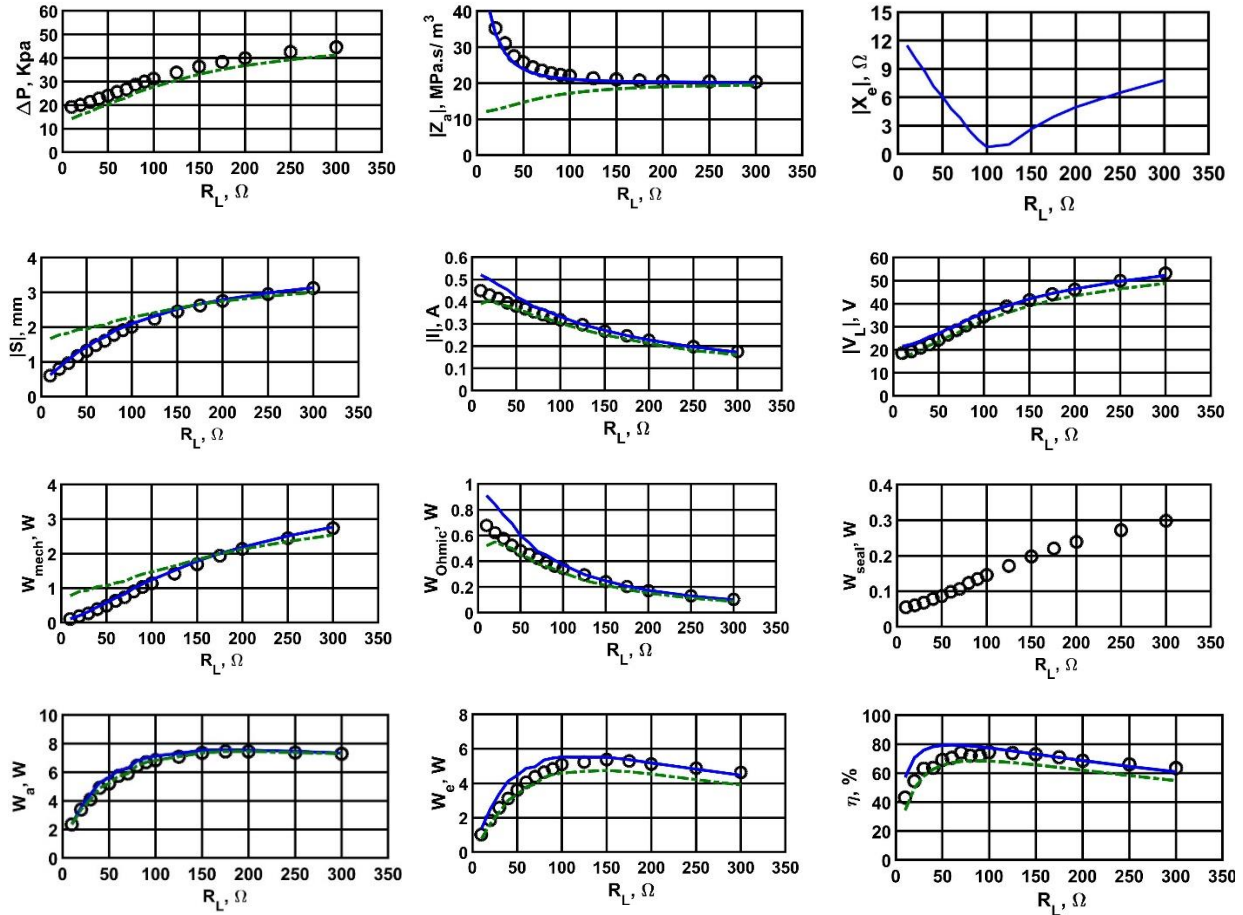 ΔP, Kpa
60
50
40
30
20
10
0
0 50 100 150 200 250 300 350
R_L, Ω
|Z_a|, MPa.s/ m³
40
30
20
10
0
0 50 100 150 200 250 300 350
R_L, Ω
|X_e|, Ω
15
12
9
6
3
0
0 50 100 150 200 250 300 350
R_L, Ω
|S|, mm
4
3
2
1
0
0 50 100 150 200 250 300 350
R_L, Ω
|I|, A
0.6
0.5
0.4
0.3
0.2
0.1
0
0 50 100 150 200 250 300 350
R_L, Ω
|V_L|, V
60
50
40
30
20
10
0
0 50 100 150 200 250 300 350
R_L, Ω
W_mech, W
4
3
2
1
0
0 50 100 150 200 250 300 350
R_L, Ω
W_Ohmic, W
1
0.8
0.6
0.4
0.2
0
0 50 100 150 200 250 300 350
R_L, Ω
W_seal, W
0.4
0.3
0.2
0.1
0
0 50 100 150 200 250 300 350
R_L, Ω
W_a, W
10
8
6
4
2
0
0 50 100 150 200 250 300 350
R_L, Ω
W_e, W
8
6
4
2
0
0 50 100 150 200 250 300 350
R_L, Ω
η, %
100
80
60
40
20
0
0 50 100 150 200 250 300 350
R_L, Ω